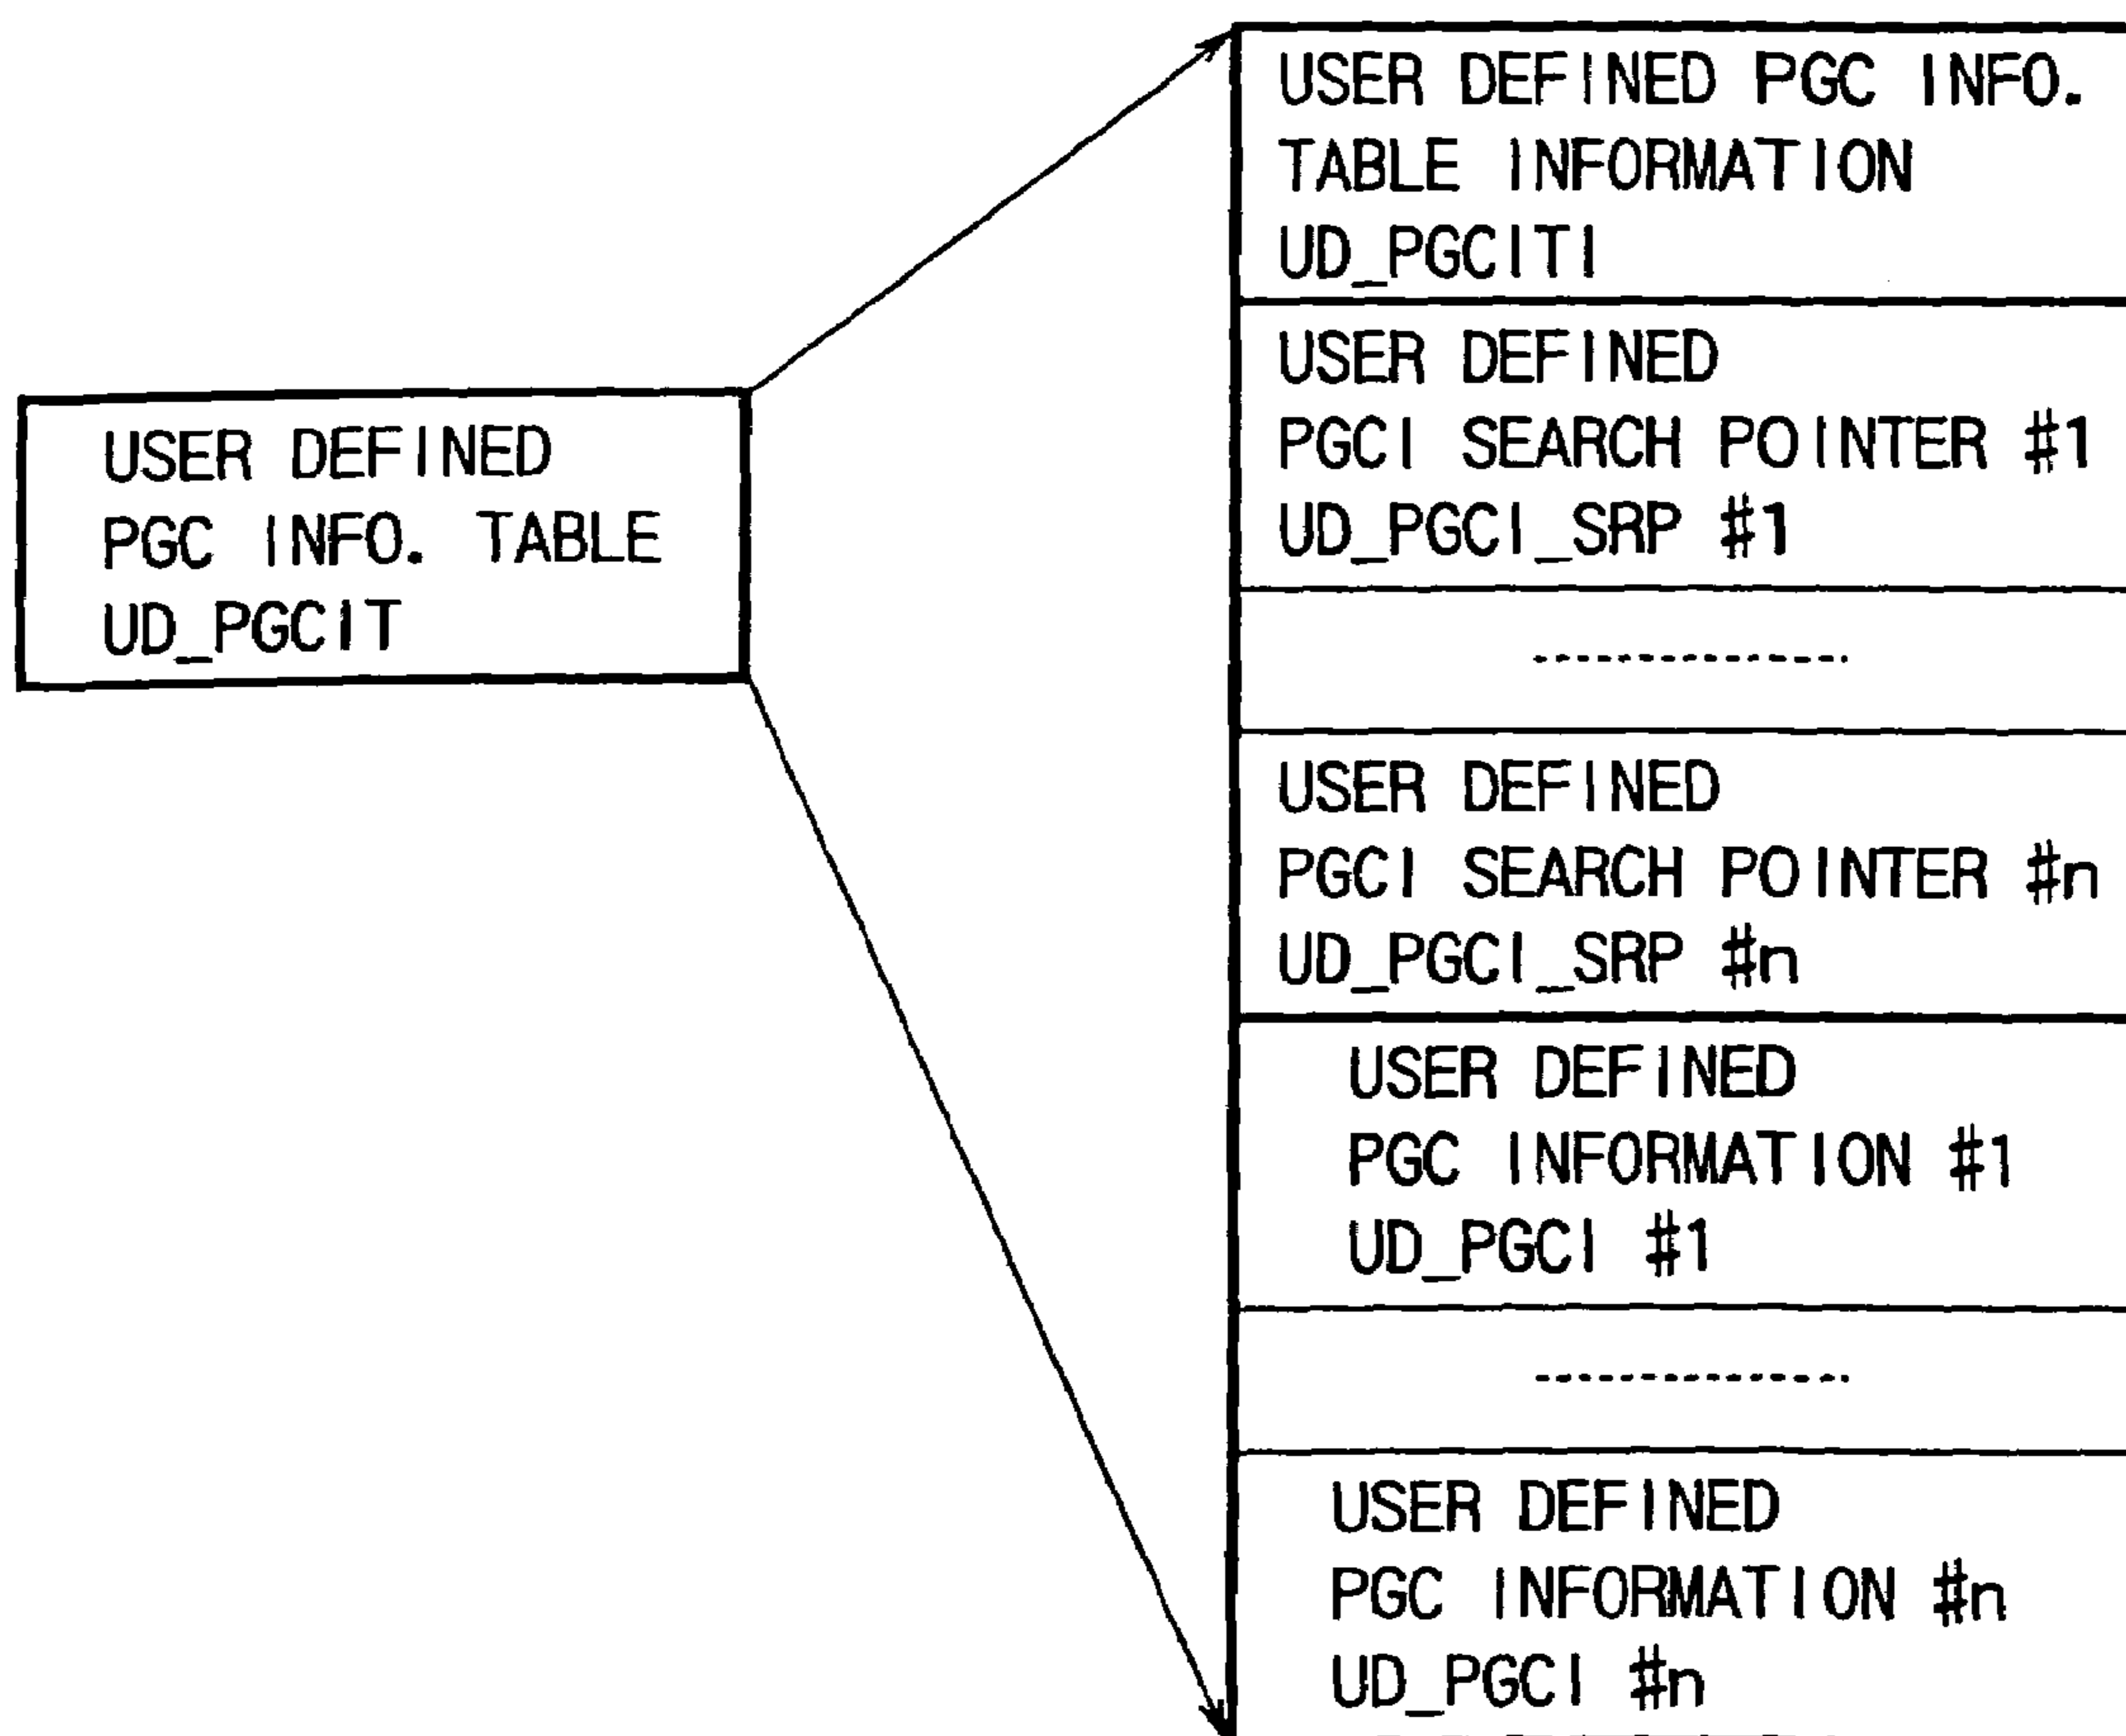 USER DEFINED
PGC INFO. TABLE
UD_PGCIT
USER DEFINED PGC INFO.
TABLE INFORMATION
UD_PGCITI
USER DEFINED
PGCI SEARCH POINTER #1
UD_PGCI_SRP #1
USER DEFINED
PGCI SEARCH POINTER #n
UD_PGCI_SRP #n
USER DEFINED
PGC INFORMATION #1
UD_PGCI #1
USER DEFINED
PGC INFORMATION #n
UD_PGCI #n